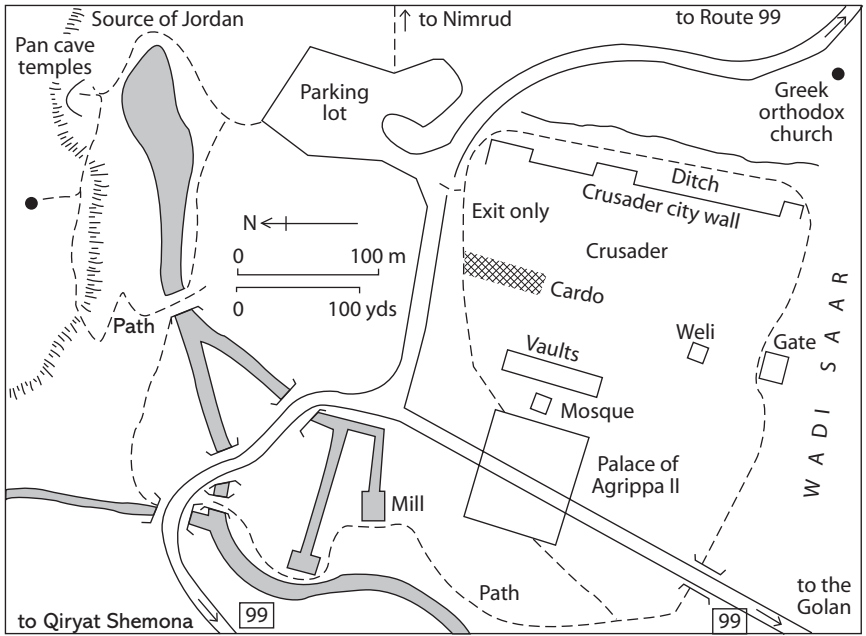 Source of Jordan
to Nimrud
to Route 99
Pan cave
temples
Parking
lot
Greek
orthodox
church
Ditch
Crusader city wall
Exit only
N
Crusader
0 100 m
Cardo
0 100 yds
Path
Vaults
Weli
Gate
WADI SAAR
Mosque
Palace of
Agrippa II
Mill
Path
to the
Golan
to Qiryat Shemona
99
99